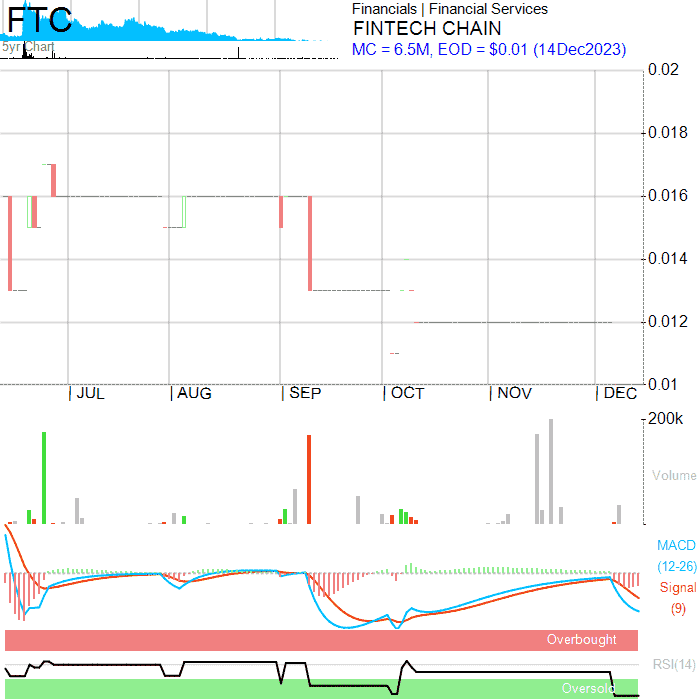 FTC
5yr Chart
Financials | Financial Services
FINTECH CHAIN
MC = 6.5M, EOD = $0.01 (14Dec2023)
0.02
0.018
0.016
0.014
0.012
0.01
JUL
AUG
SEP
OCT
NOV
DEC
200k
Volume
MACD
(12-26)
Signal
(9)
Overbought
RSI(14)
Oversold